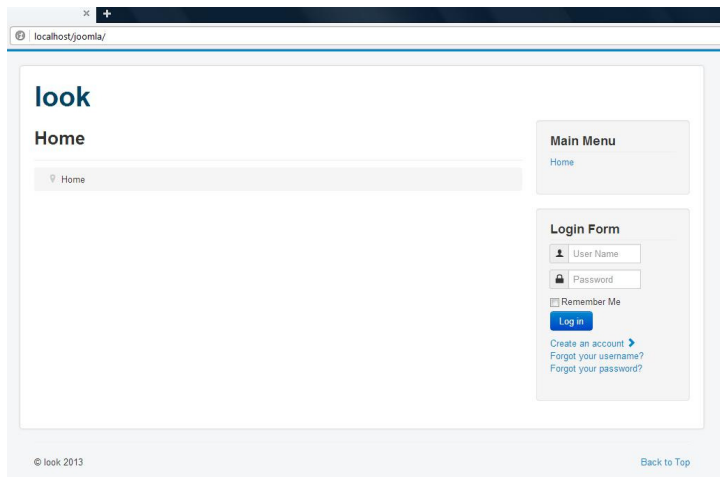 localhost/joomla/
look
Home
Home
Main Menu
Home
Login Form
User Name
Password
Remember Me
Log in
Create an account
Forgot your username?
Forgot your password?
© look 2013
Back to Top